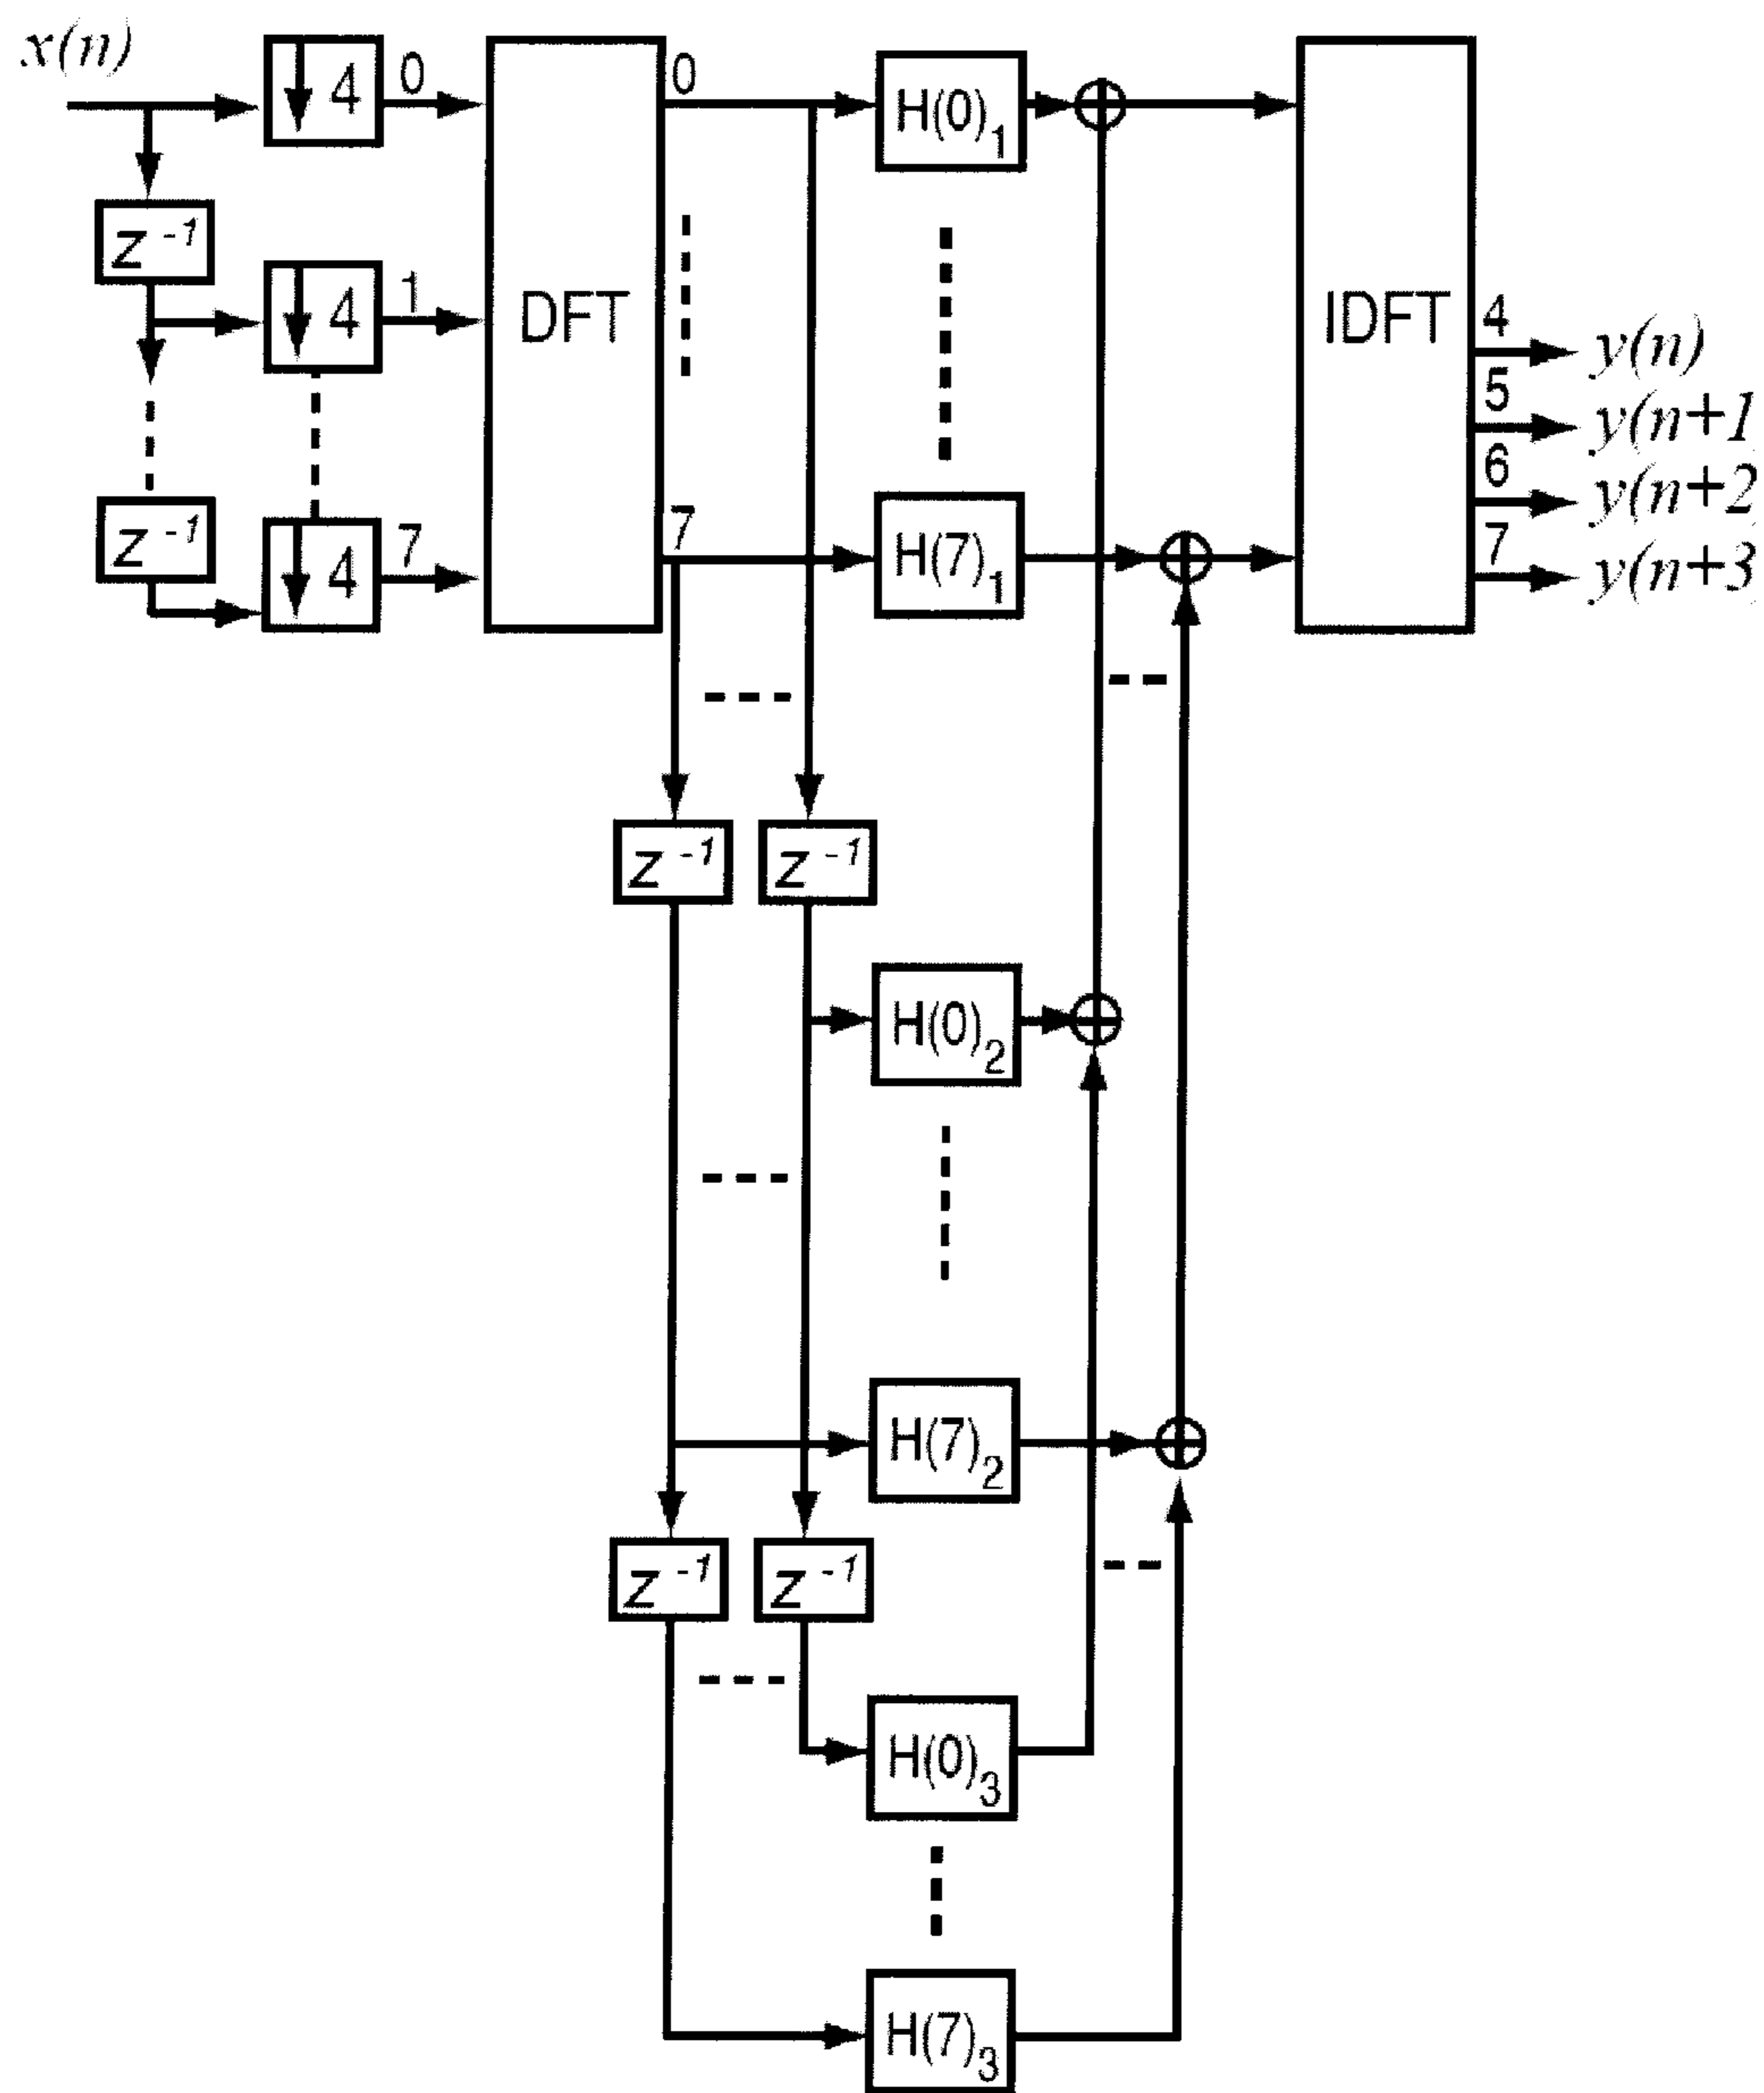 x(n)
4 0
DFT
0
H(0)1
IDFT
z -1
4 1
4 y(n)
5 y(n+1
6 y(n+2
7 y(n+3
z -1
4 7
7
H(7)1
z -1 z -1
H(0)2
H(7)2
z -1 z -1
H(0)3
H(7)3